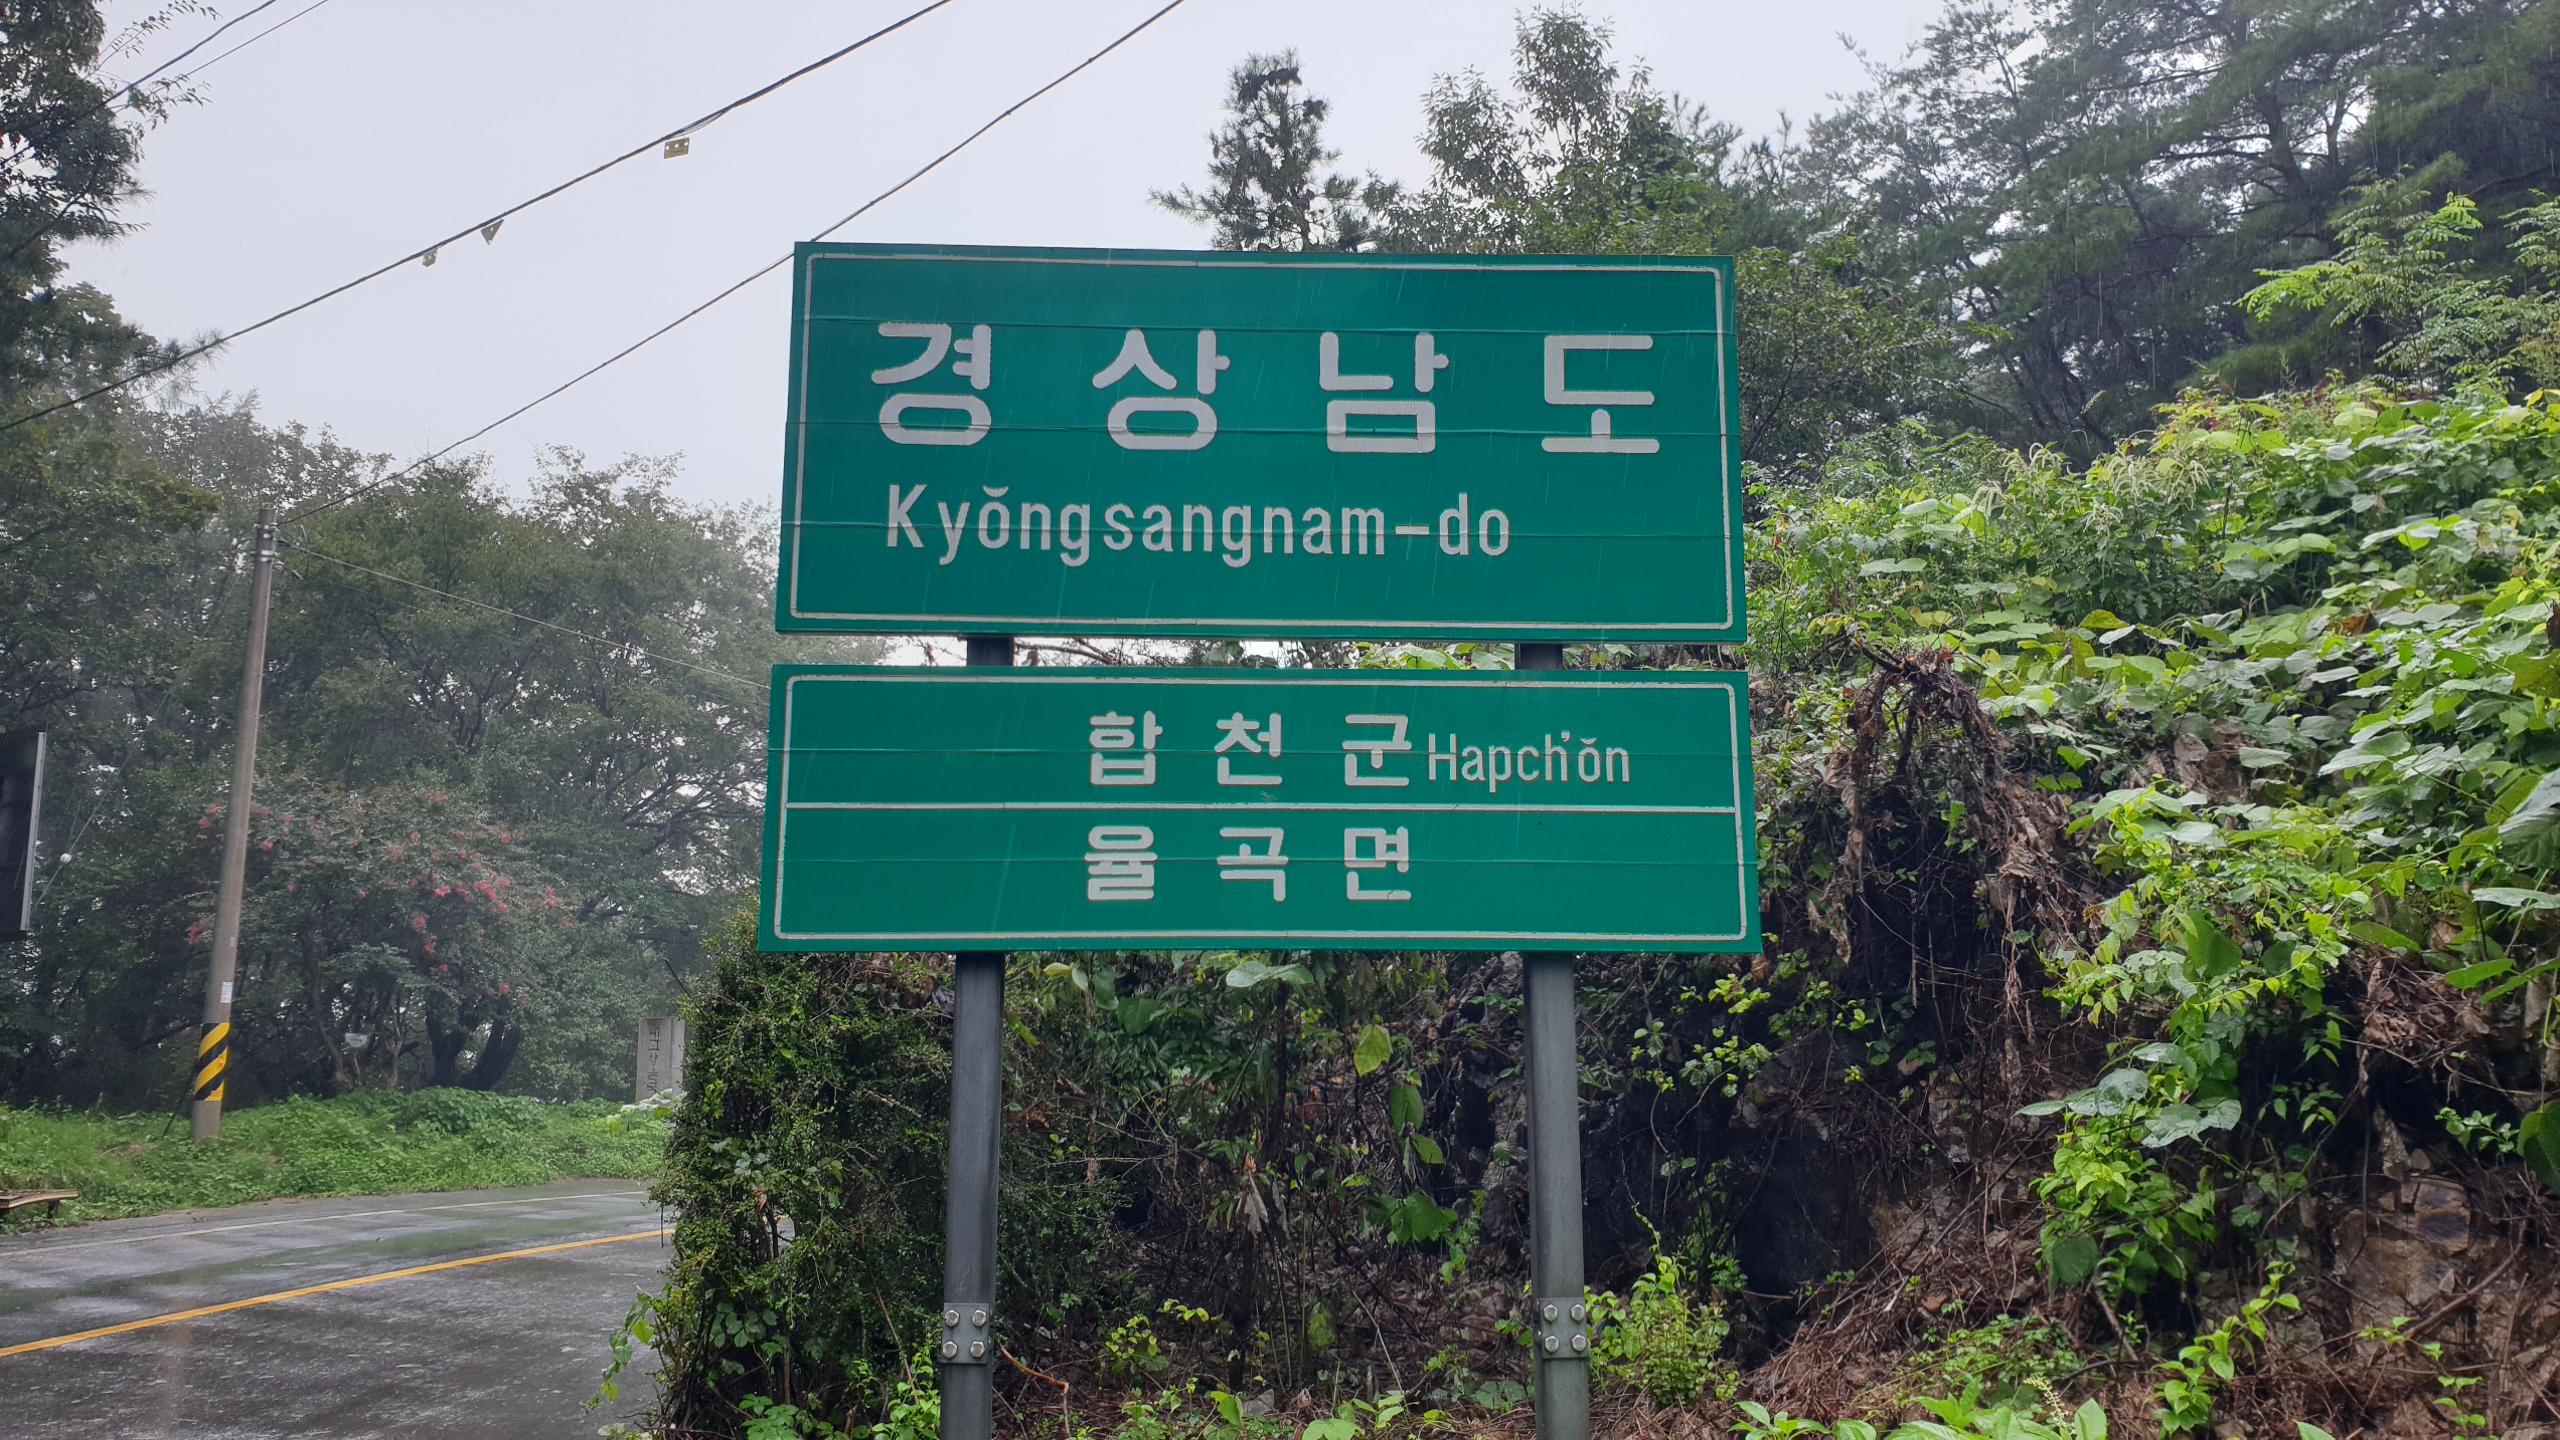 경상남도
Kyŏngsangnam-do
합천군 Hapch'ŏn
율곡면